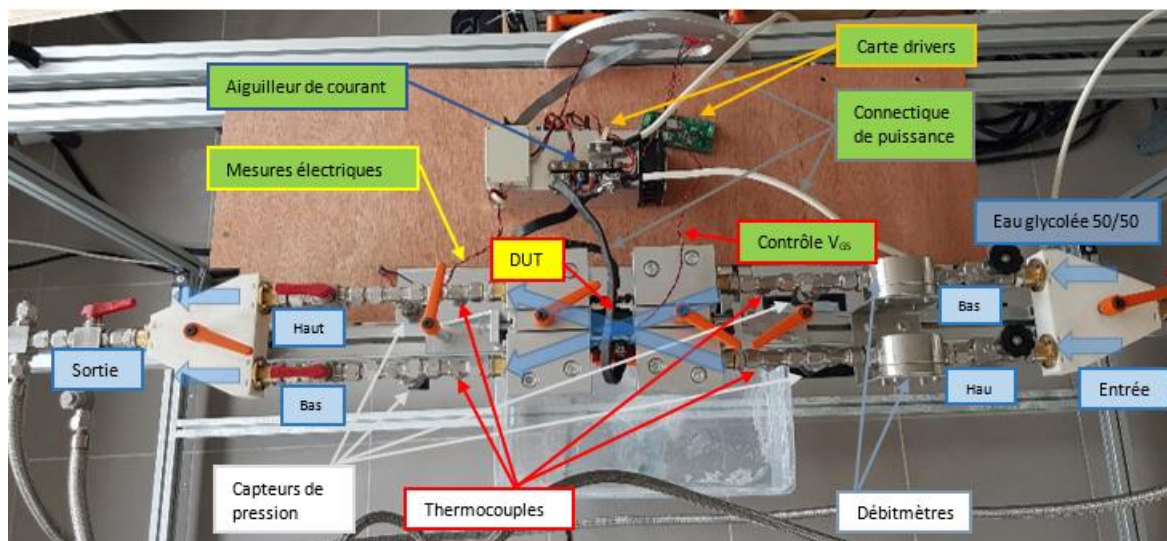 Carte drivers
Aiguilleur de courant
Connectique
de puissance
Mesures électriques
Eau glycolée 50/50
Contrôle VGS
DUT
Haut
Bas
Sortie
Bas
Hau
Entrée
Capteurs de
pression
Thermocouples
Débitmètres